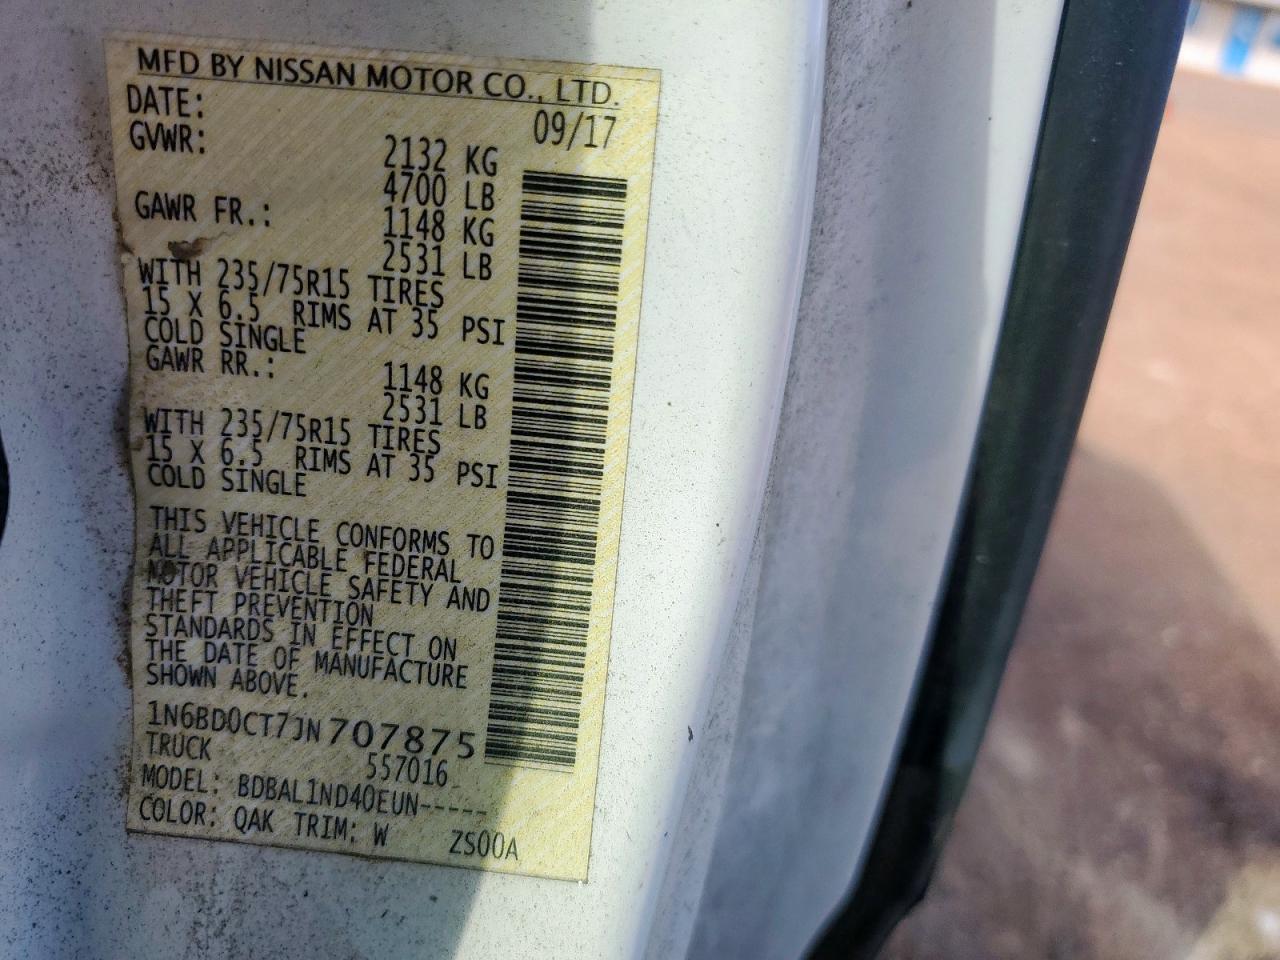 MFD BY NISSAN MOTOR CO., LTD.
DATE: 09/17
GVWR: 2132 KG
4700 LB
GAWR FR.: 1148 KG
2531 LB
WITH 235/75R15 TIRES
15 X 6.5 RIMS AT 35 PSI
COLD SINGLE
GAWR RR.: 1148 KG
2531 LB
WITH 235/75R15 TIRES
15 X 6.5 RIMS AT 35 PSI
COLD SINGLE
THIS VEHICLE CONFORMS TO
ALL APPLICABLE FEDERAL
MOTOR VEHICLE SAFETY AND
THEFT PREVENTION
STANDARDS IN EFFECT ON
THE DATE OF MANUFACTURE
SHOWN ABOVE.
1N6BD0CT7JN707875
TRUCK 557016
MODEL: BDBAL1ND40EUN-----
COLOR: QAK TRIM: W ZS00A